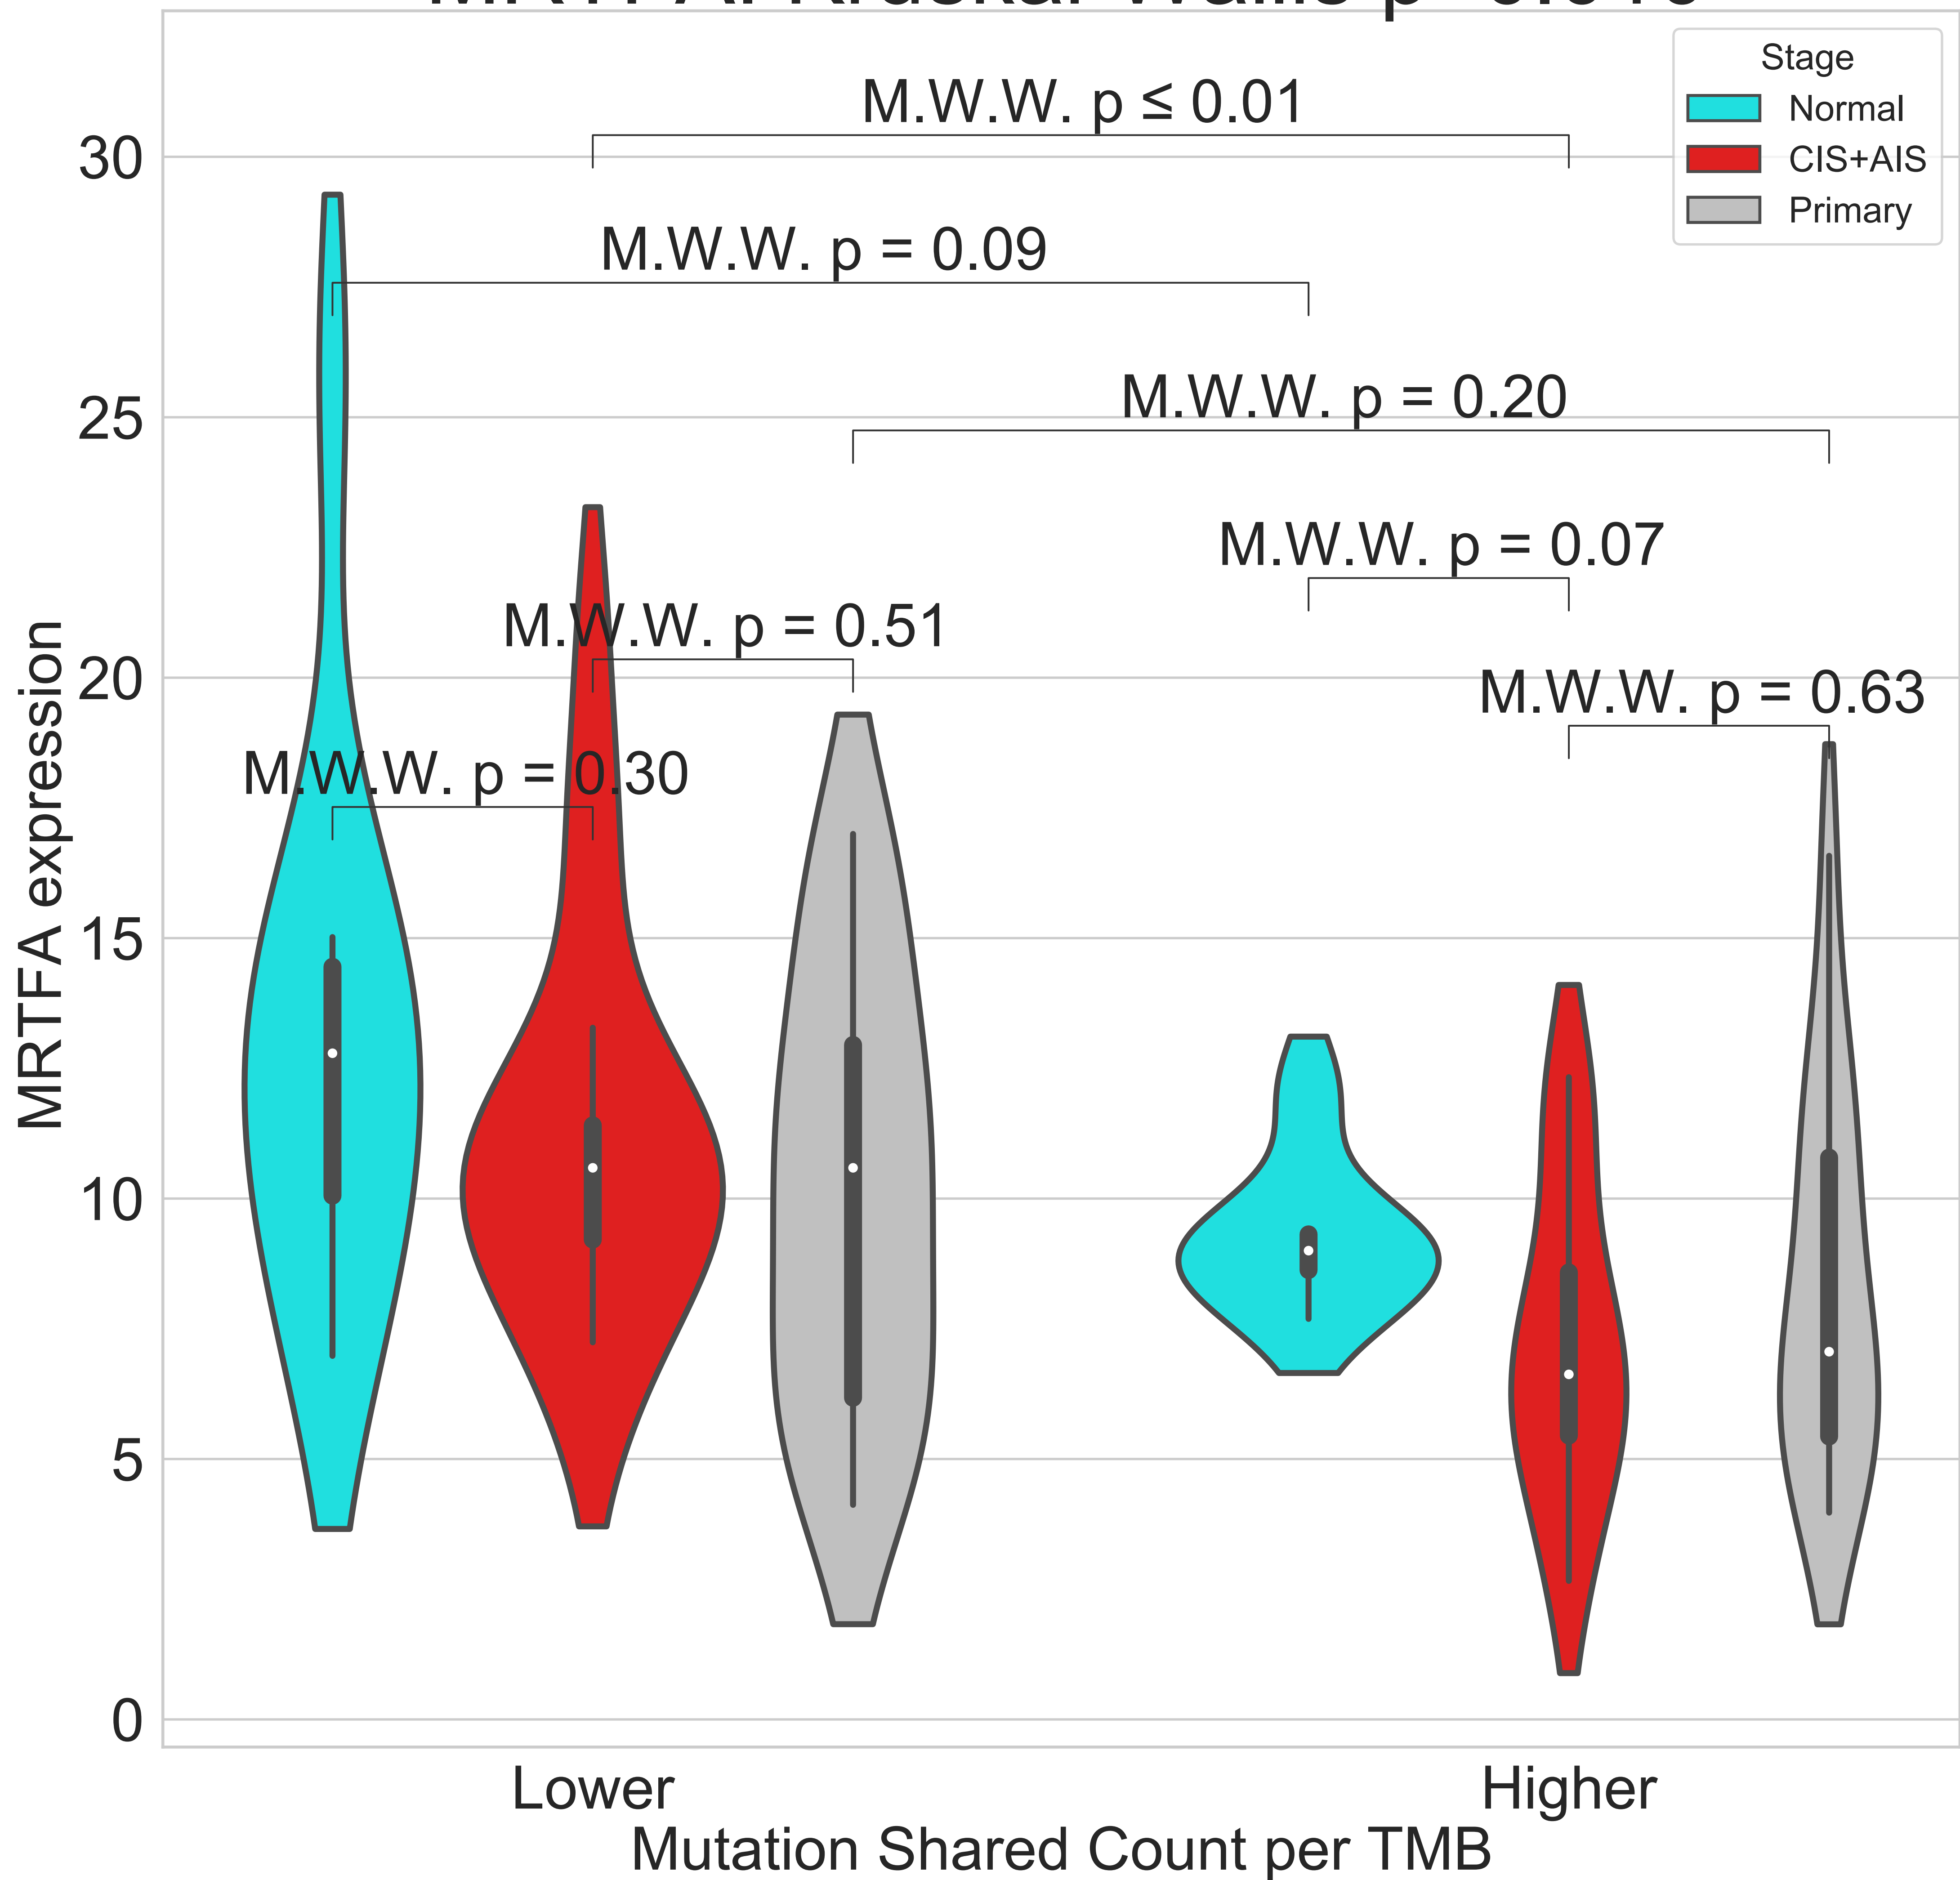 Stage
Normal
CIS+AIS
Primary
M.W.W. p ≤ 0.01
M.W.W. p = 0.09
M.W.W. p = 0.20
M.W.W. p = 0.07
M.W.W. p = 0.51
M.W.W. p = 0.63
M.W.W. p = 0.30
MRTFA expression
30
25
20
15
10
5
0
Lower
Higher
Mutation Shared Count per TMB